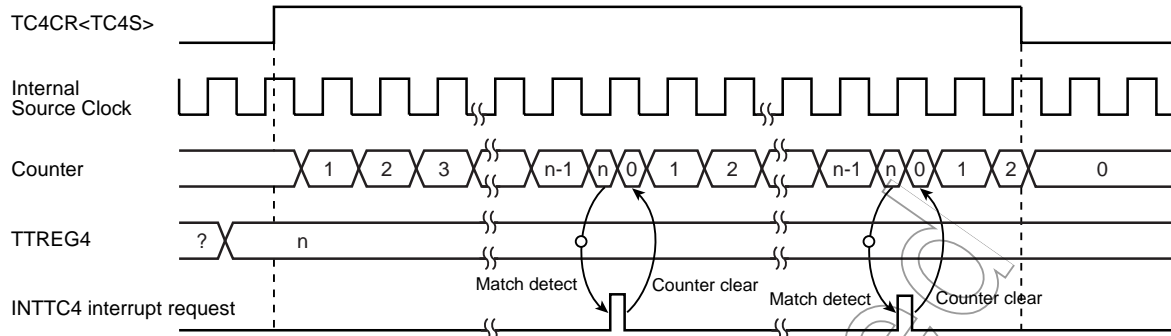 TC4CR<TC4S>
Internal
Source Clock
Counter
1 2 3 n-1 n 0 1 2 n-1 n 0 1 2 0
TTREG4
? n
Match detect Counter clear Match detect Counter clear
INTTC4 interrupt request